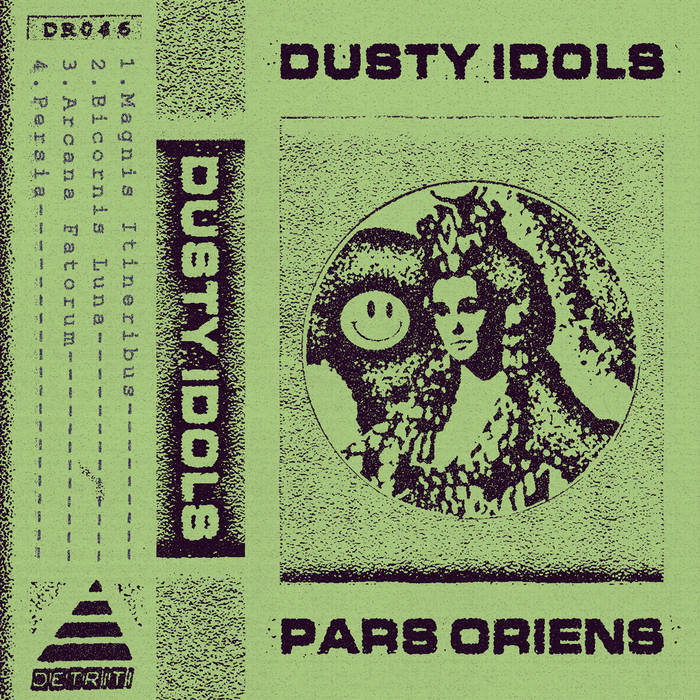 DR046
1.Magnis Itineribus------------
2.Bicornis Luna----------------
3.Arcana Fatorum---------------
4.Persia-----------------------
DETRITI
DUSTY IDOLS
DUSTY IDOLS
PARS ORIENS